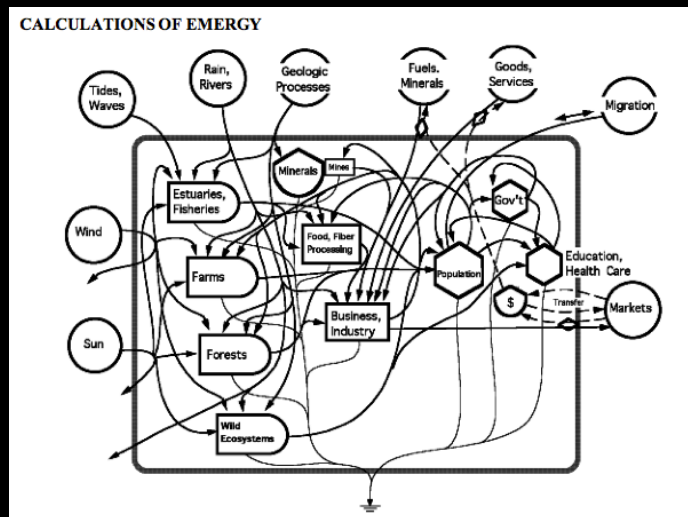 CALCULATIONS OF EMERGY
Tides,
Waves
Rain,
Rivers
Geologic
Processes
Fuels.
Minerals
Goods,
Services
Migration
Wind
Sun
Minerals
Mines
Estuaries,
Fisheries
Food, Fiber
Processing
Farms
Forests
Wild
Ecosystems
Business,
Industry
Population
Gov't
Education,
Health Care
$
Transfer
Markets